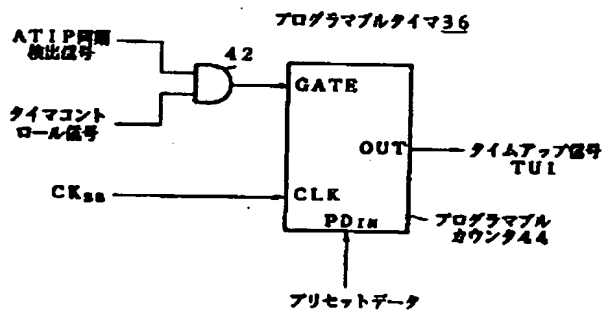 プログラマブルタイマ36
ATIP同期
検出信号
42
GATE
タイマコント
ロール信号
OUT
タイムアップ信号
TU1
CK
CLK
PDIN
プログラマブル
カウンタ44
プリセットデータ